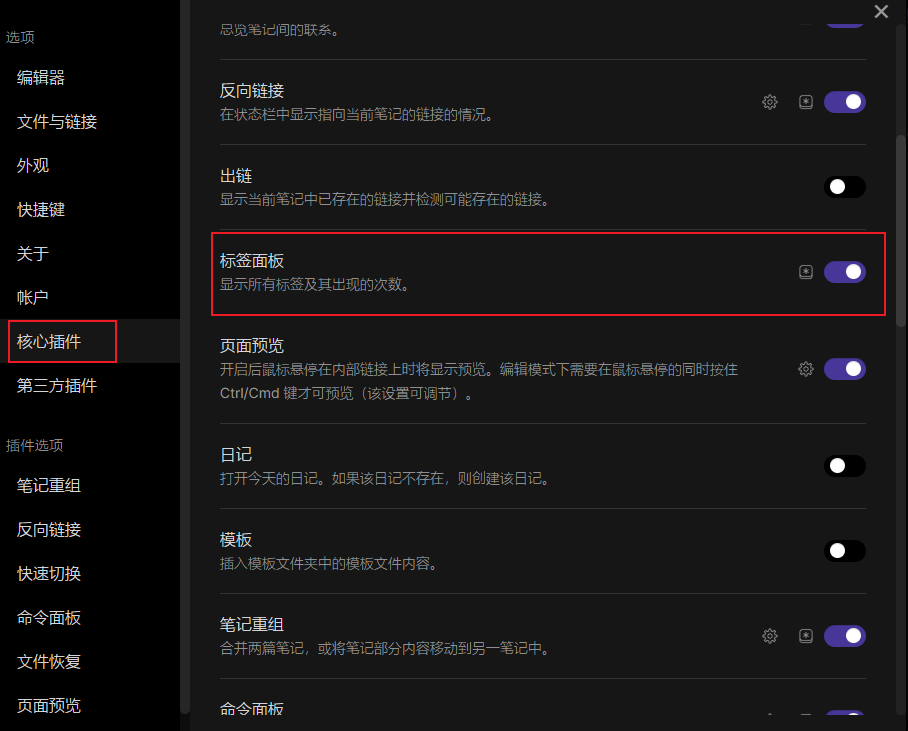 选项
编辑器
文件与链接
外观
快捷键
关于
帐户
核心插件
第三方插件
插件选项
笔记重组
反向链接
快速切换
命令面板
文件恢复
页面预览
总览笔记间的联系。
反向链接
在状态栏中显示指向当前笔记的链接的情况。
出链
显示当前笔记中已存在的链接并检测可能存在的链接。
标签面板
显示所有标签及其出现的次数。
页面预览
开启后鼠标悬停在内部链接上时将显示预览。编辑模式下需要在鼠标悬停的同时按住
Ctrl/Cmd 键才可预览（该设置可调节）。
日记
打开今天的日记。如果该日记不存在，则创建该日记。
模板
插入模板文件夹中的模板文件内容。
笔记重组
合并两篇笔记，或将笔记部分内容移动到另一笔记中。
命令面板